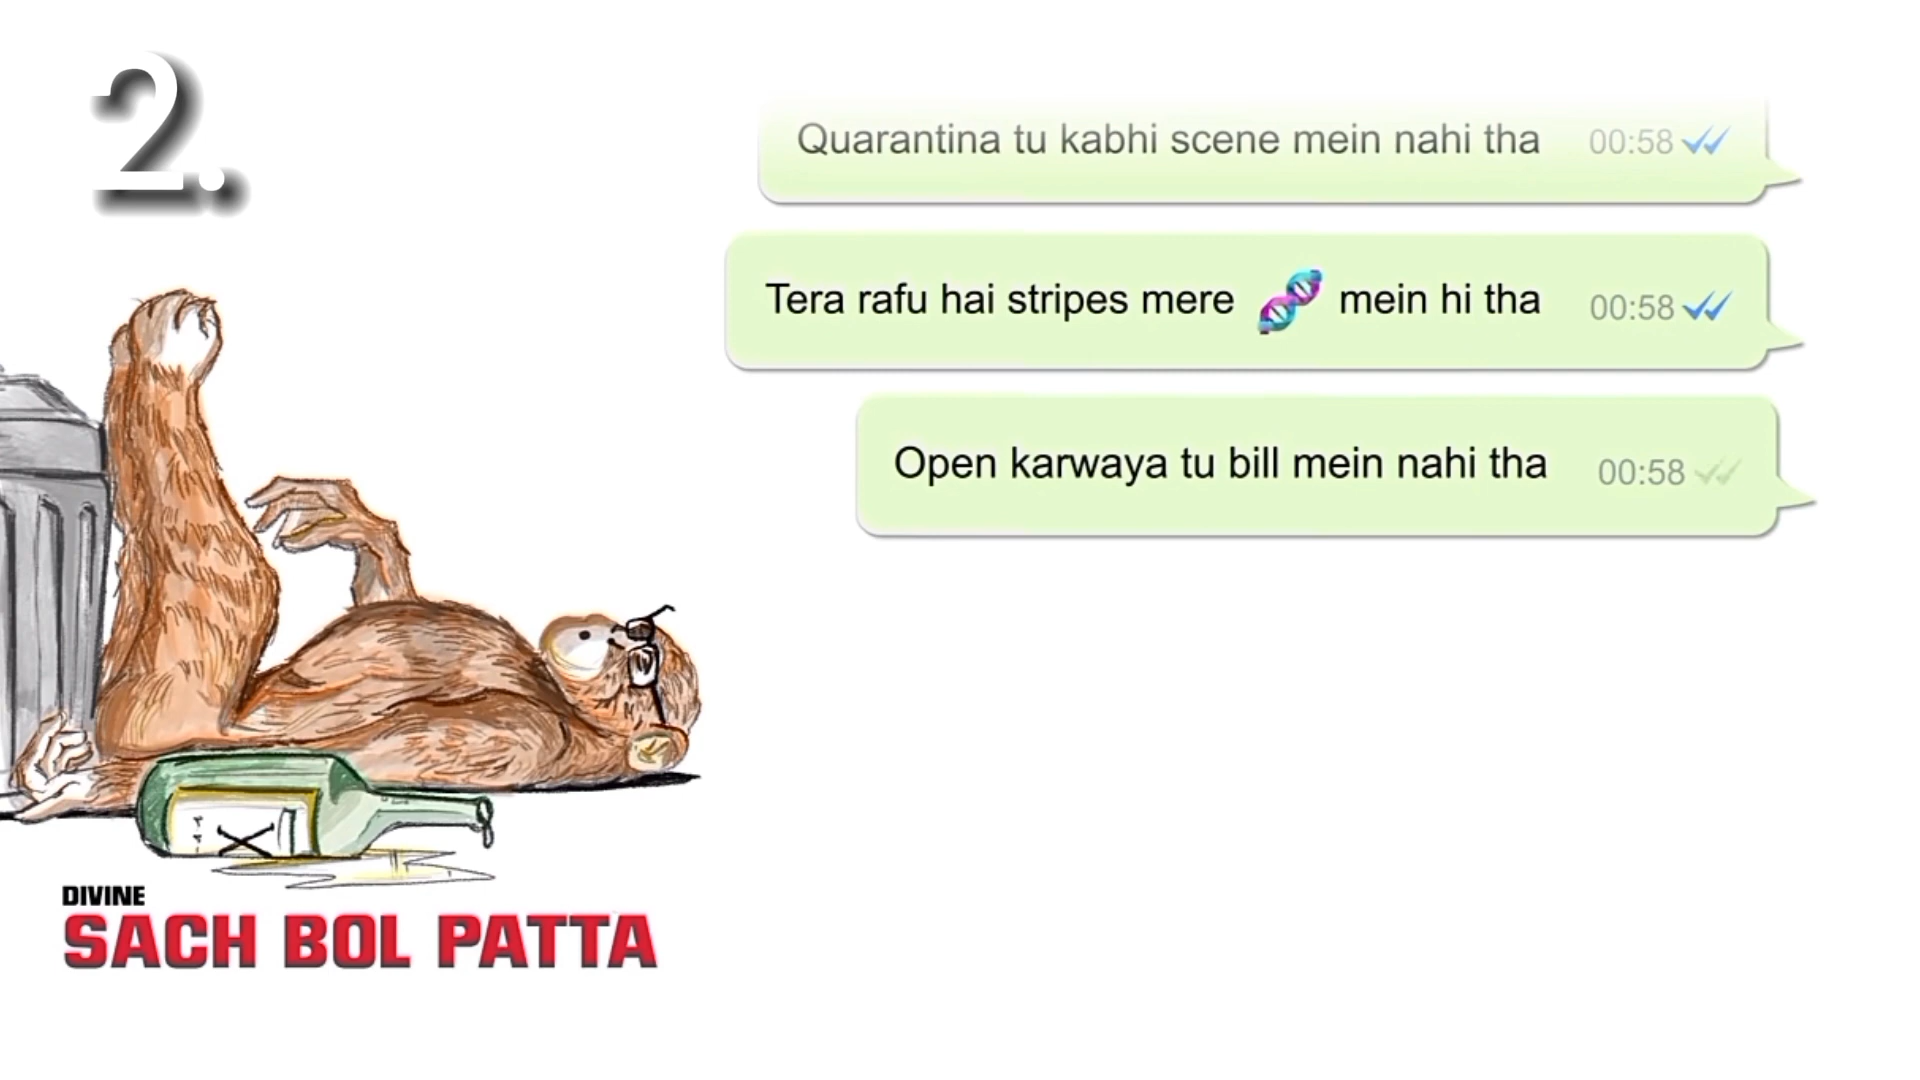 2.
Quarantina tu kabhi scene mein nahi tha 00:58
Tera rafu hai stripes mere 🧬 mein hi tha 00:58
Open karwaya tu bill mein nahi tha 00:58
X
DIVINE
SACH BOL PATTA